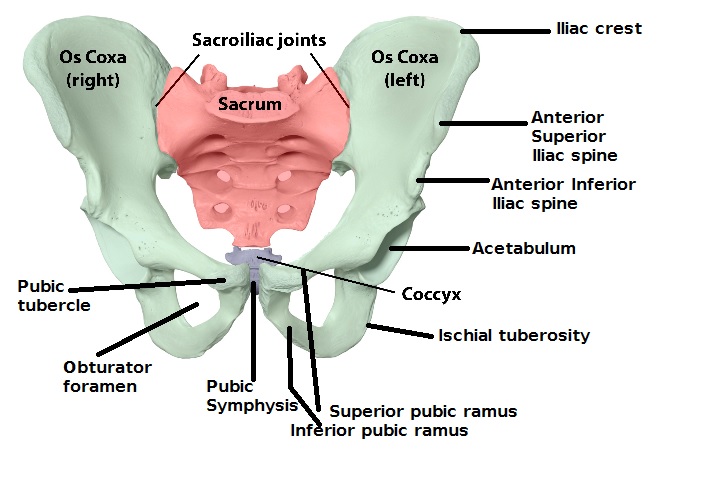 Iliac crest
Sacroiliac joints
Os Coxa
(right)
Os Coxa
(left)
Sacrum
Anterior
Superior
Iliac spine
Anterior Inferior
Iliac spine
Acetabulum
Pubic
tubercle
Coccyx
Ischial tuberosity
Obturator
foramen
Pubic
Symphysis
Superior pubic ramus
Inferior pubic ramus